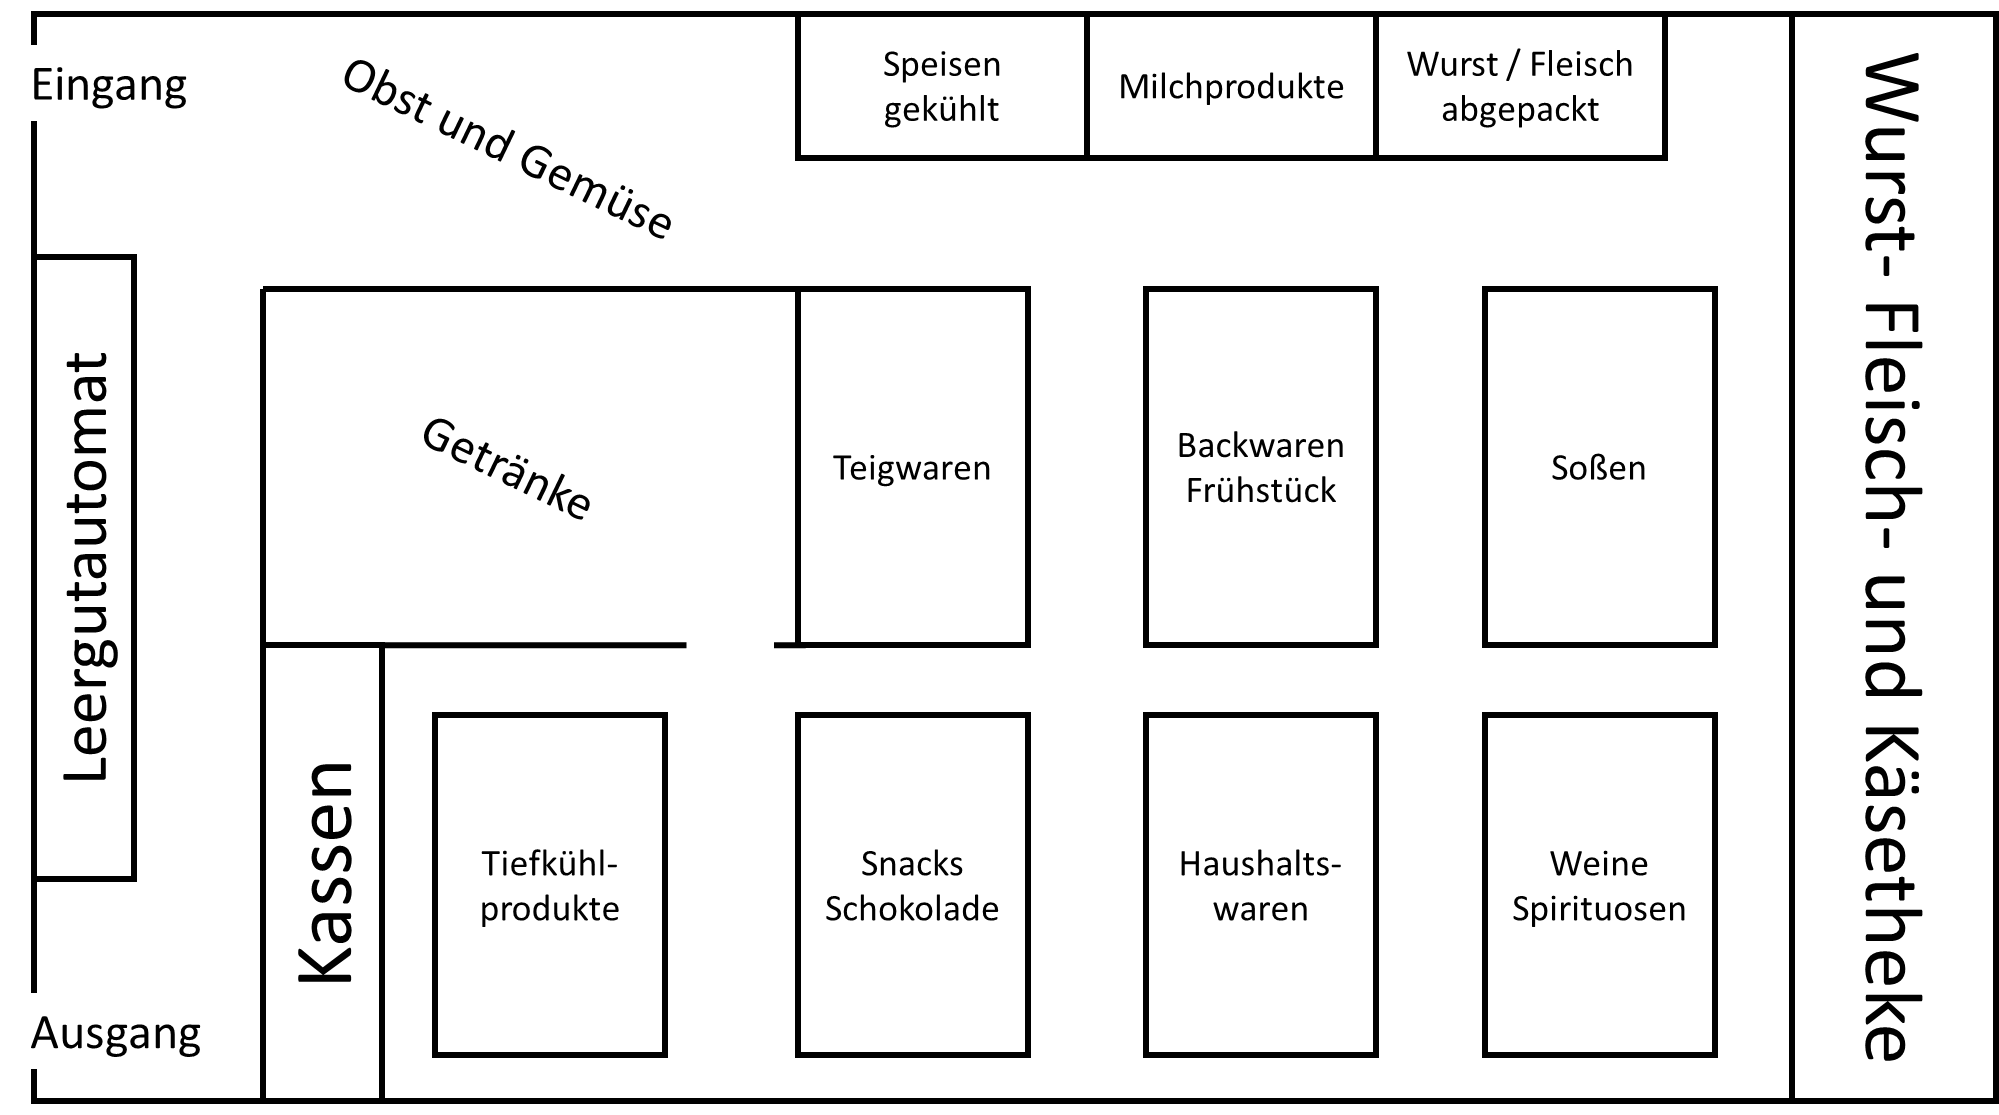 Eingang
Obst und Gemüse
Speisen
gekühlt
Milchprodukte
Wurst / Fleisch
abgepackt
Wurst- Fleisch- und Käsetheke
Leergutautomat
Getränke
Teigwaren
Backwaren
Frühstück
Soßen
Kassen
Tiefkühl-
produkte
Snacks
Schokolade
Haushalts-
waren
Weine
Spirituosen
Ausgang